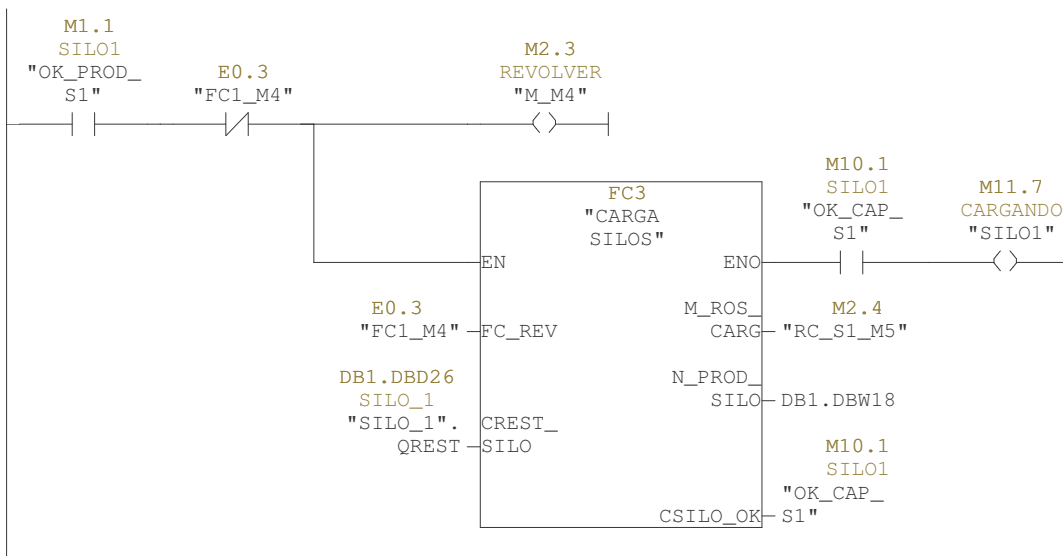 M1.1
SILO1
"OK_PROD_
S1"
E0.3
"FC1_M4"
M2.3
REVOLVER
"M_M4"
FC3
"CARGA
SILOS"
M10.1
SILO1
"OK_CAP_
S1"
M11.7
CARGANDO
"SILO1"
EN
ENO
E0.3
"FC1_M4"
FC_REV
M_ROS_
CARG
M2.4
"RC_S1_M5"
DB1.DBD26
SILO_1
"SILO_1".
QREST
CREST_
SILO
N_PROD_
SILO
DB1.DBW18
M10.1
SILO1
"OK_CAP_
S1"
CSILO_OK